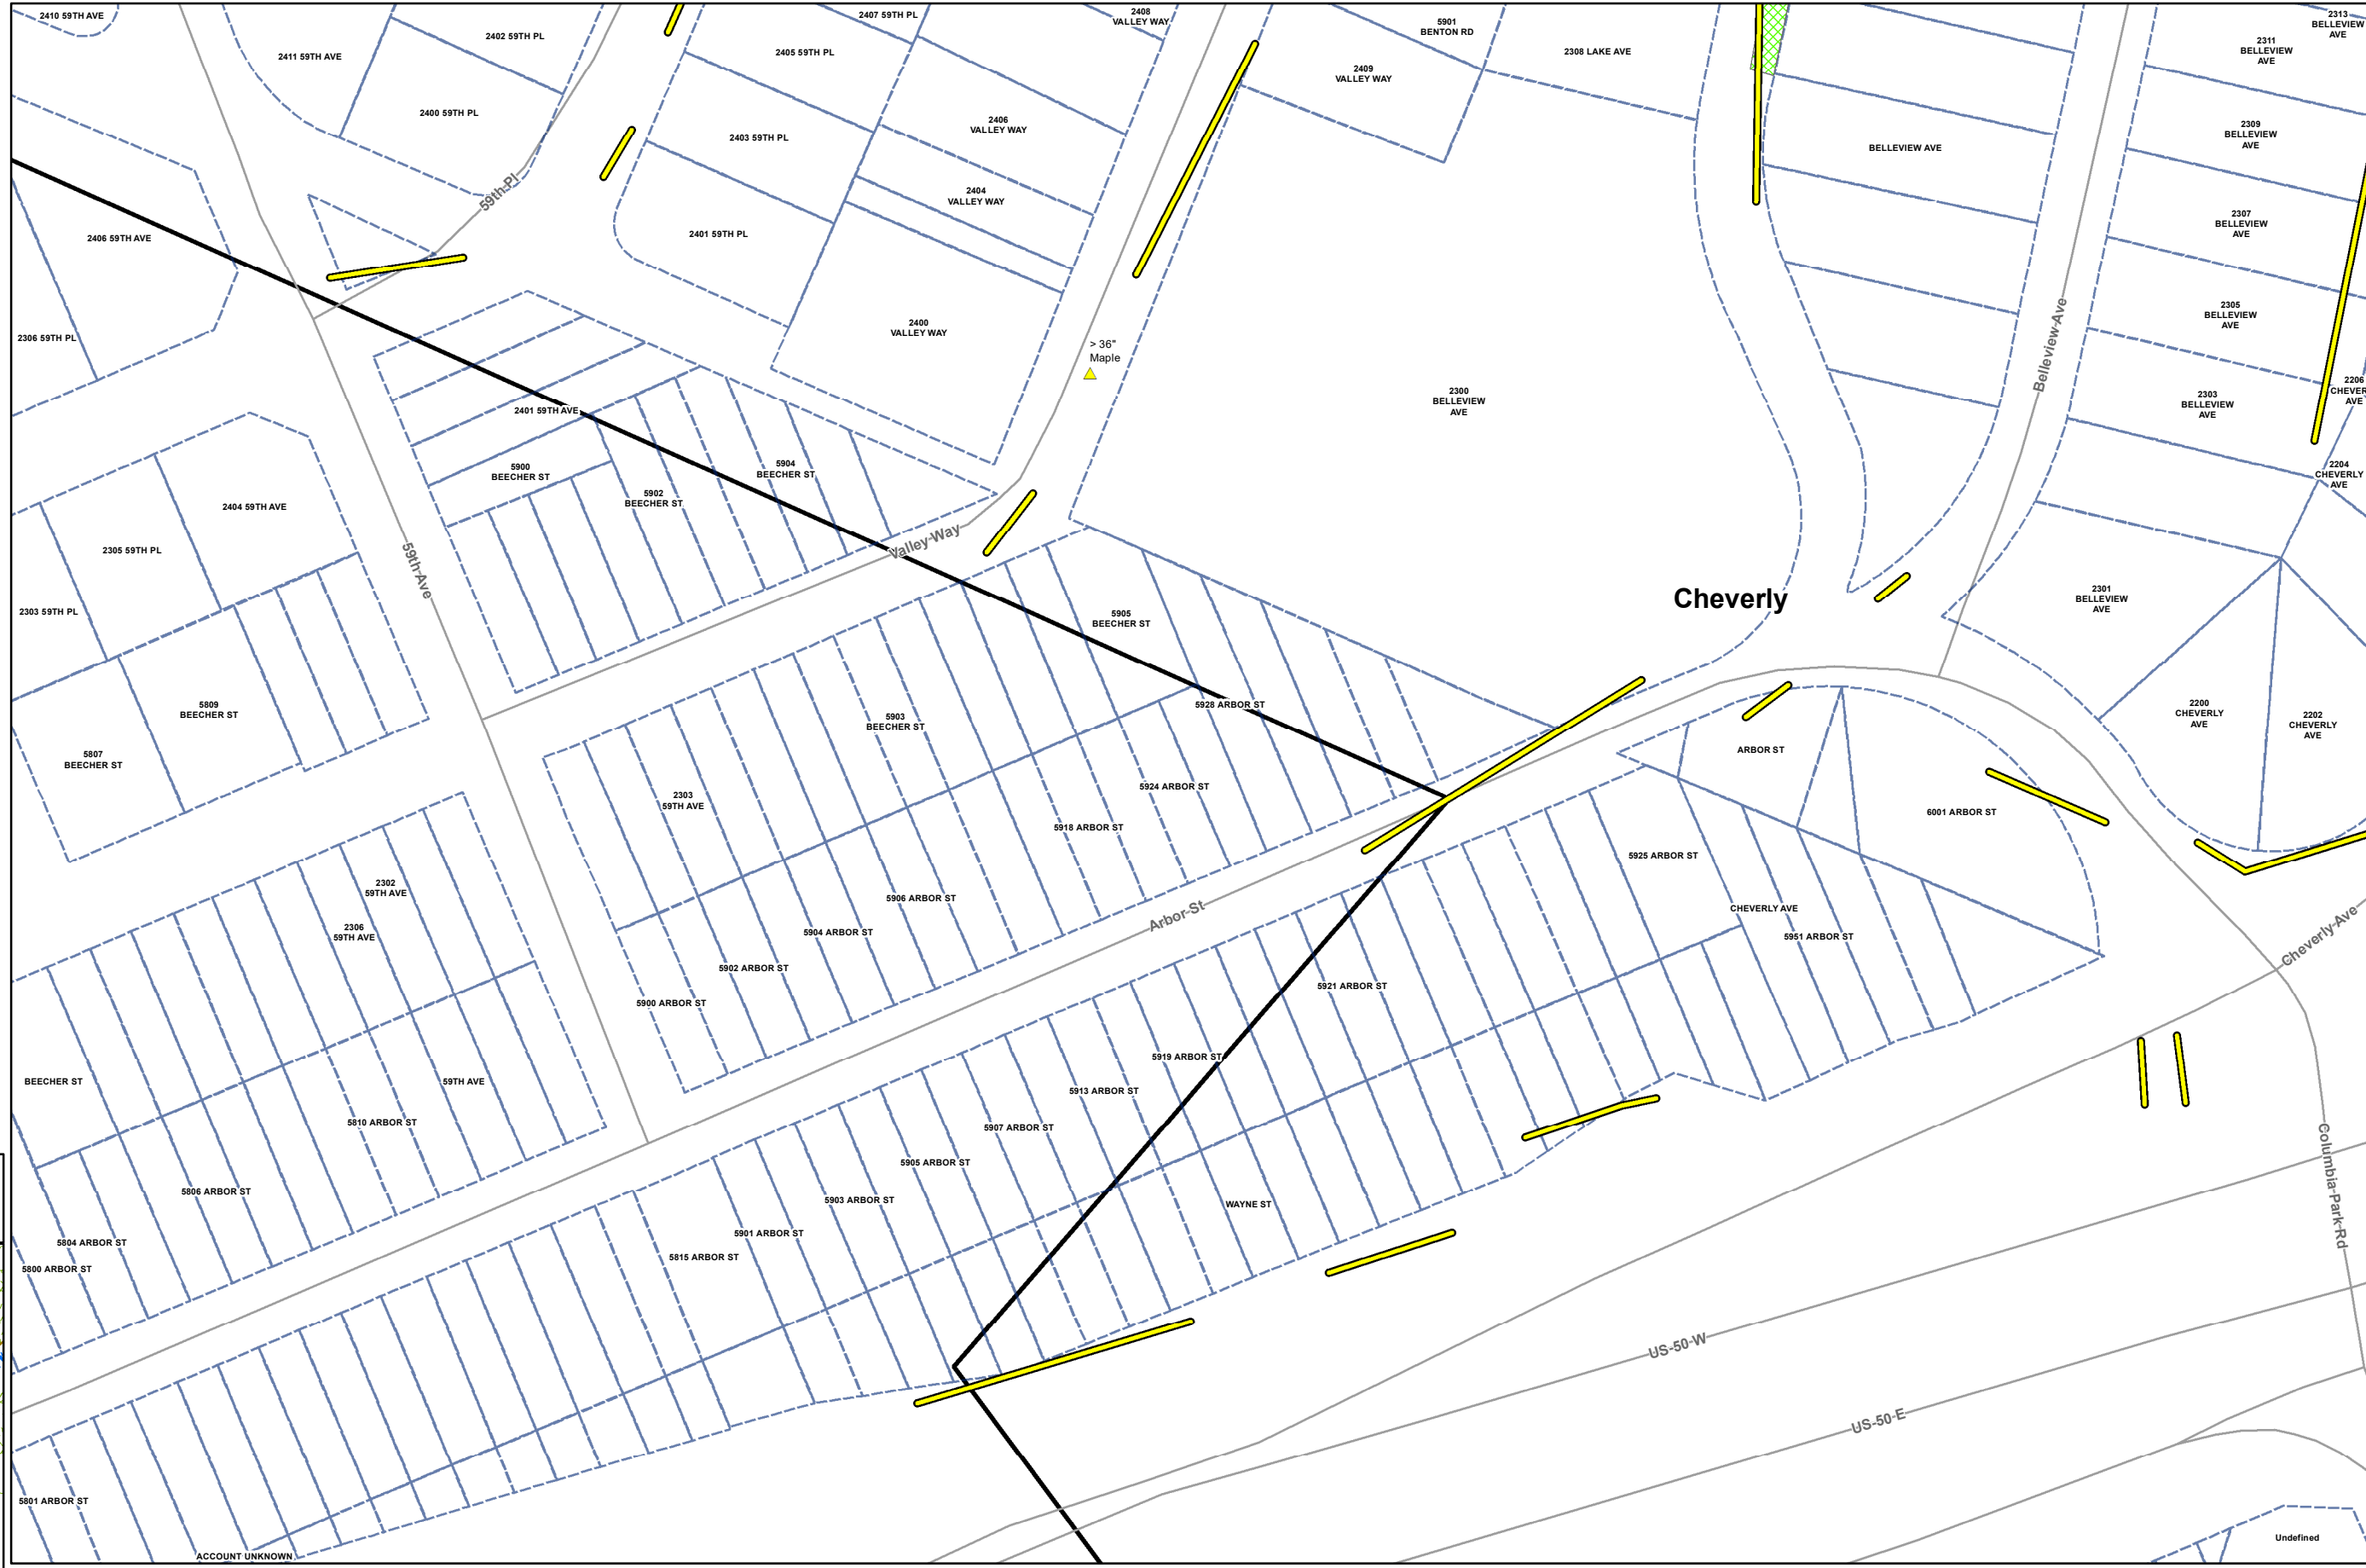 2410 59TH AVE
2411 59TH AVE
2402 59TH PL
2400 59TH PL
2407 59TH PL
2405 59TH PL
2403 59TH PL
2401 59TH PL
2408
VALLEY WAY
2406
VALLEY WAY
2404
VALLEY WAY
2400
VALLEY WAY
5901
BENTON RD
2409
VALLEY WAY
2308 LAKE AVE
BELLEVIEW AVE
2313
BELLEVIEW
AVE
2311
BELLEVIEW
AVE
2309
BELLEVIEW
AVE
2307
BELLEVIEW
AVE
2305
BELLEVIEW
AVE
2303
BELLEVIEW
AVE
2206
CHEVER
AVE
2204
CHEVERLY
AVE
59th Pl
2406 59TH AVE
2306 59TH PL
> 36"
Maple
2300
BELLEVIEW
AVE
Belleview Ave
2401 59TH AVE
5900
BEECHER ST
5902
BEECHER ST
5904
BEECHER ST
2404 59TH AVE
2305 59TH PL
2303 59TH PL
59th Ave
Valley Way
Cheverly
2301
BELLEVIEW
AVE
5905
BEECHER ST
5809
BEECHER ST
5807
BEECHER ST
5903
BEECHER ST
5928 ARBOR ST
2200
CHEVERLY
AVE
2202
CHEVERLY
AVE
ARBOR ST
6001 ARBOR ST
2303
59TH AVE
5924 ARBOR ST
5918 ARBOR ST
5925 ARBOR ST
2302
59TH AVE
2306
59TH AVE
5906 ARBOR ST
5904 ARBOR ST
5902 ARBOR ST
5900 ARBOR ST
Arbor St
CHEVERLY AVE
5951 ARBOR ST
Cheverly Ave
5921 ARBOR ST
5919 ARBOR ST
5913 ARBOR ST
5907 ARBOR ST
5905 ARBOR ST
5903 ARBOR ST
5901 ARBOR ST
5815 ARBOR ST
WAYNE ST
BEECHER ST
59TH AVE
5810 ARBOR ST
5806 ARBOR ST
5804 ARBOR ST
5800 ARBOR ST
Columbia Park Rd
US-50 W
US-50 E
5801 ARBOR ST
ACCOUNT UNKNOWN
Undefined